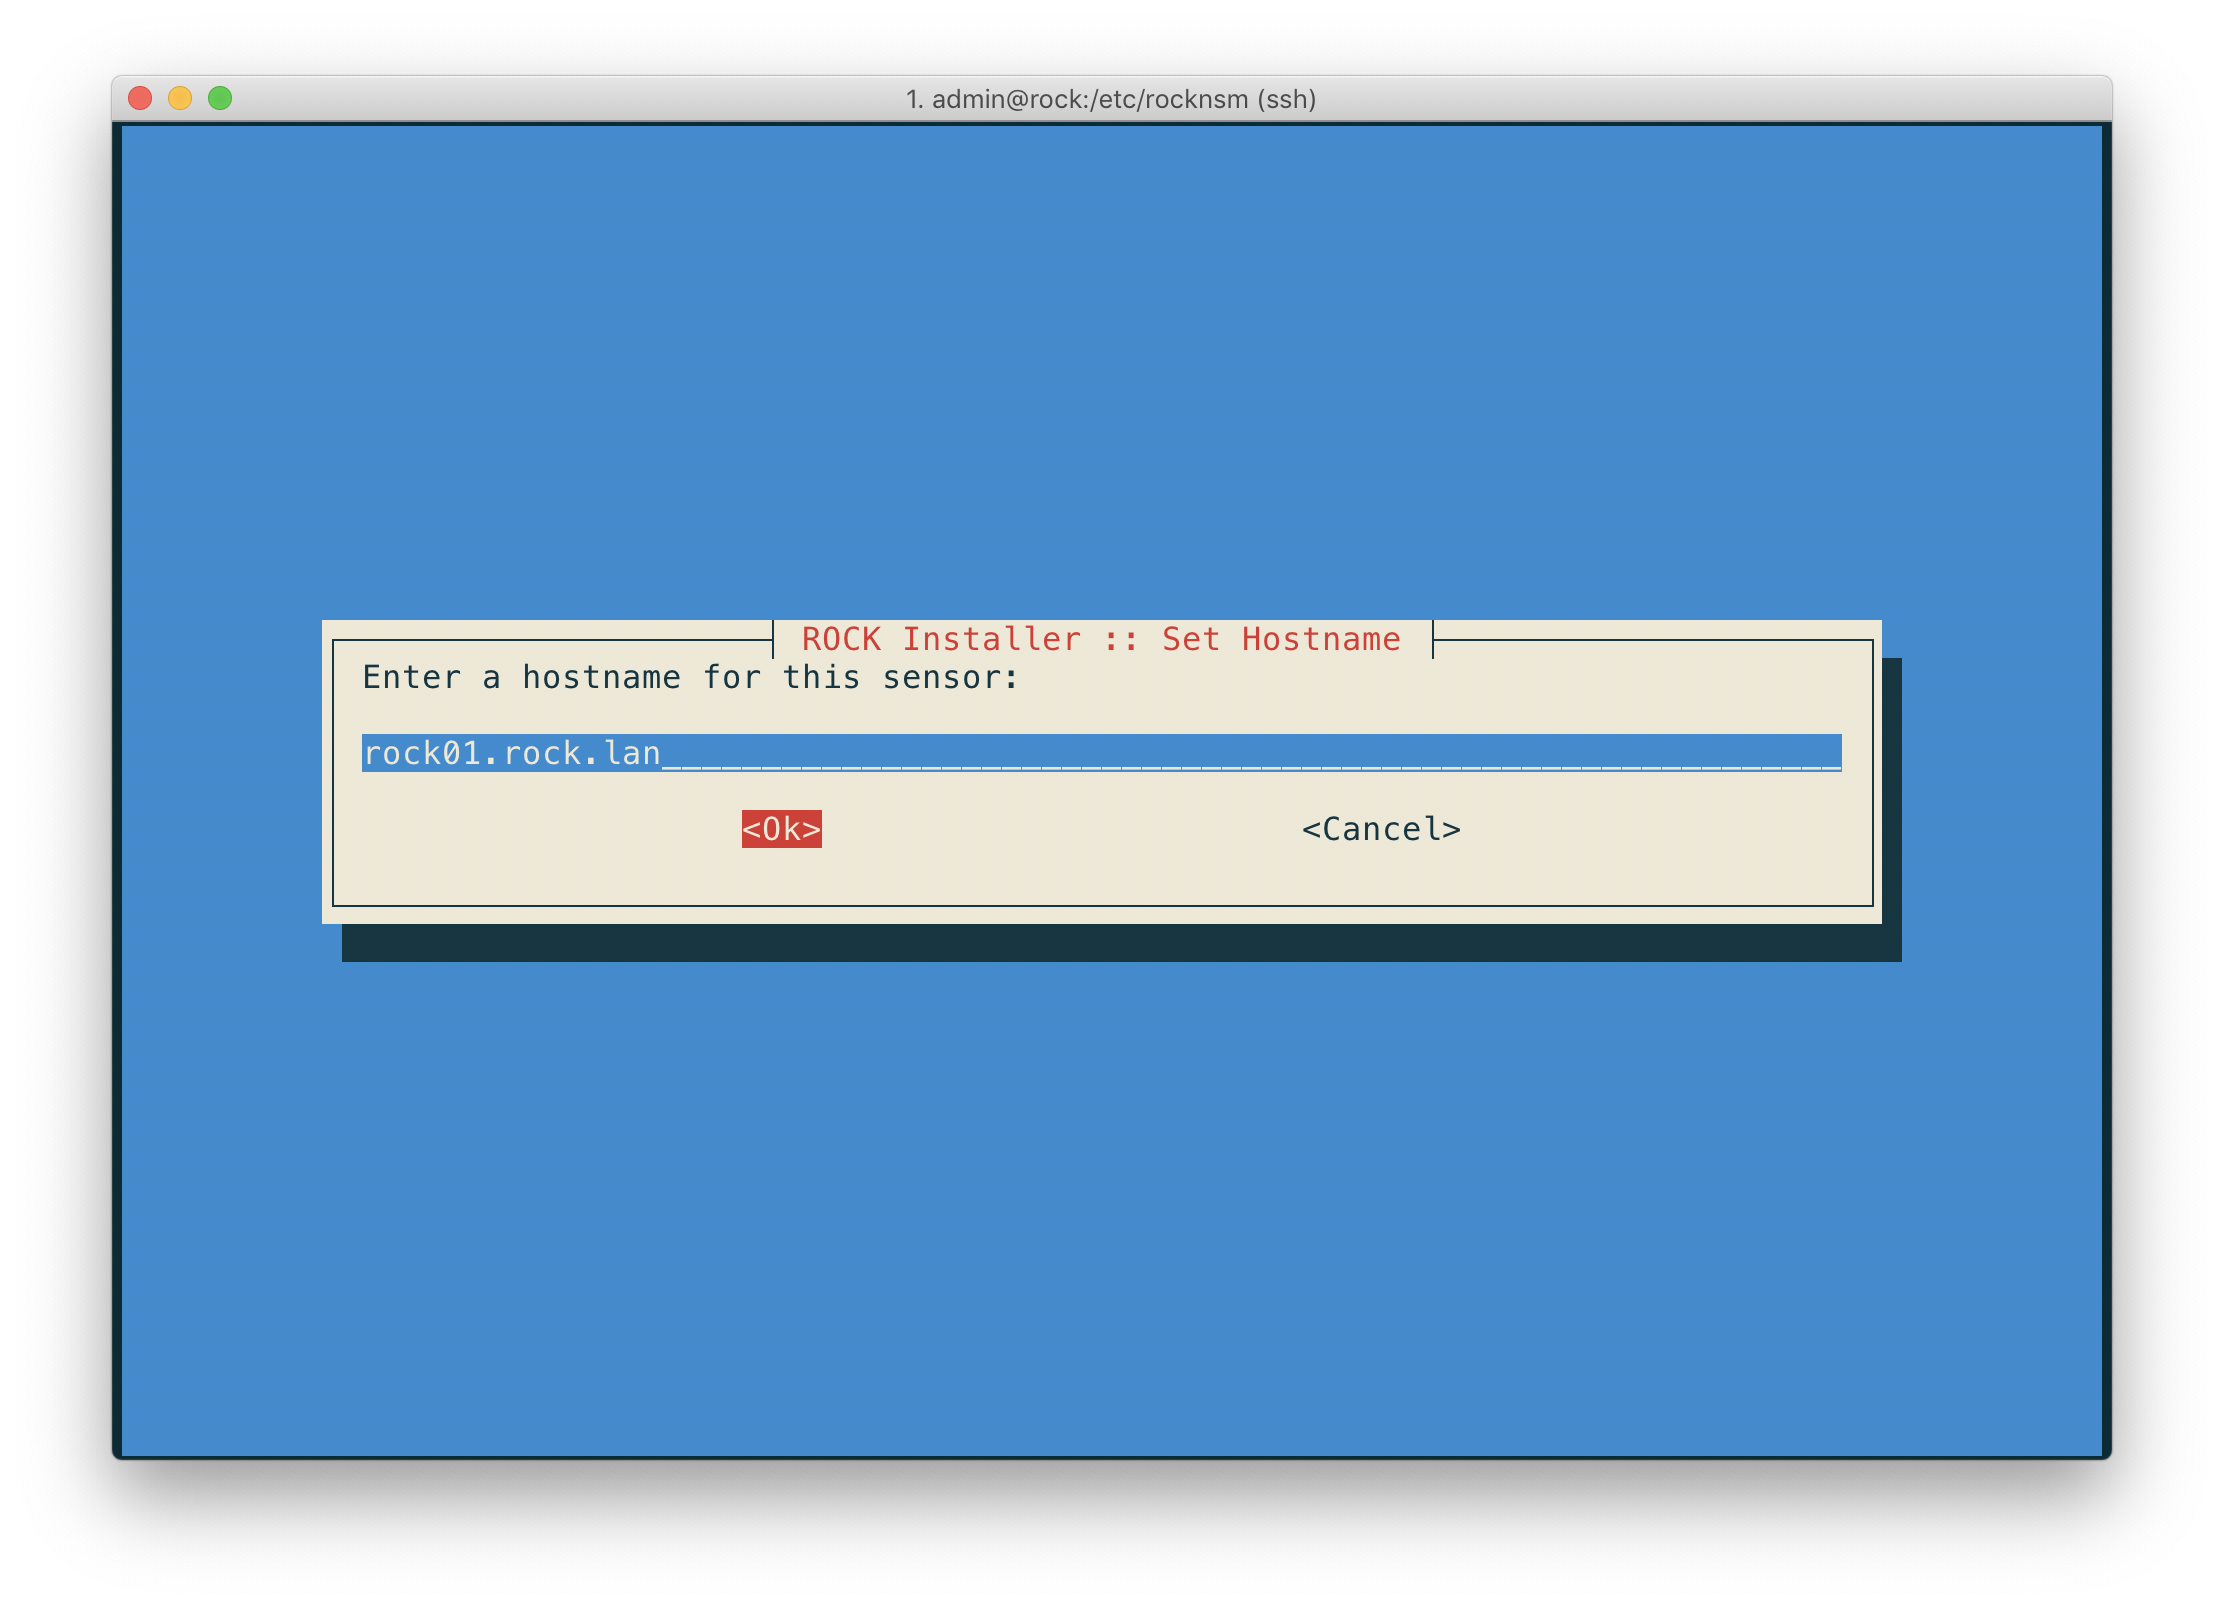 1. admin@rock:/etc/rocknsm (ssh)
ROCK Installer :: Set Hostname
Enter a hostname for this sensor:
rock01.rock.lan
<Ok> <Cancel>